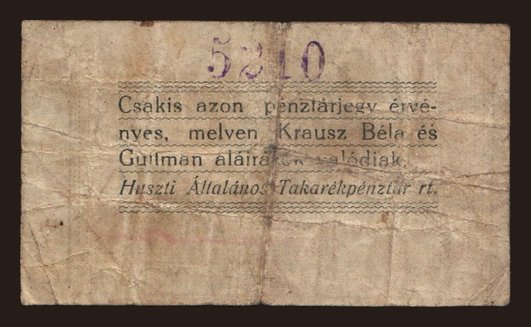 5210
Csakis azon pénztárjegy érvé-
nyes, melyen Krausz Béla és
Guttman aláírások valódiak.
Huszti Általános Takarékpénztár rt.